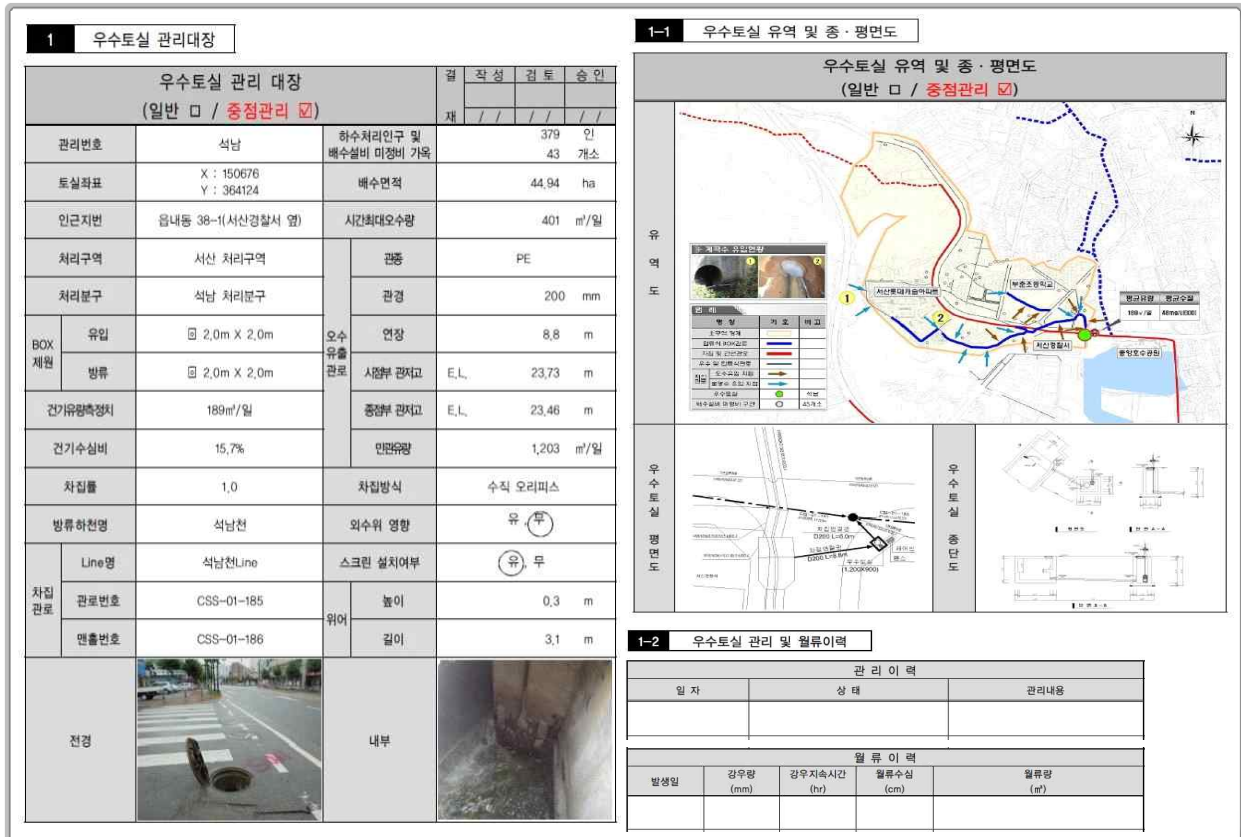 1 우수토실 관리대장
우수토실 관리 대장
(일반 □ / 중점관리 ☑)
결재 작성 검토 승인
/ / / / / /
관리번호 석남 하수처리인구 및 배수설비 미정비 가옥 379 인
43 개소
토실좌표 X : 150676
Y : 364124
배수면적 44.94 ha
인근지번 읍내동 38-1(서산경찰서 옆) 시간최대오수량 401 ㎥/일
처리구역 서산 처리구역 오수유출관로 관종 PE
처리분구 석남 처리분구 관경 200 mm
BOX 제원 유입 2.0m X 2.0m 연장 8.8 m
방류 2.0m X 2.0m 시점부 관저고 E.L. 23.73 m
건기유량측정치 189㎥/일 종점부 관저고 E.L. 23.46 m
건기수심비 15.7% 만관유량 1,203 ㎥/일
차집률 1.0 차집방식 수직 오리피스
방류하천명 석남천 외수위 영향 유, 무
차집관로 Line명 석남천Line 스크린 설치여부 유, 무
관로번호 CSS-01-185 위어 높이 0.3 m
맨홀번호 CSS-01-186 길이 3.1 m
전경 내부
1-1 우수토실 유역 및 종·평면도
우수토실 유역 및 종·평면도
(일반 □ / 중점관리 ☑)
유역도
N
1
2
부춘초등학교
1
2
평균유량 평균수질
범 례
명 칭 기 호 비 고
서산경찰서
중앙호수공원
우수토실 평면도
D200 L=6.0m
D200 L=8.8m
(1,200X900)
우수토실 종단도
1-2 우수토실 관리 및 월류이력
관 리 이 력
일 자 상 태 관리내용
월 류 이 력
발생일 강우량 (mm) 강우지속시간 (hr) 월류수심 (cm) 월류량 (㎥)